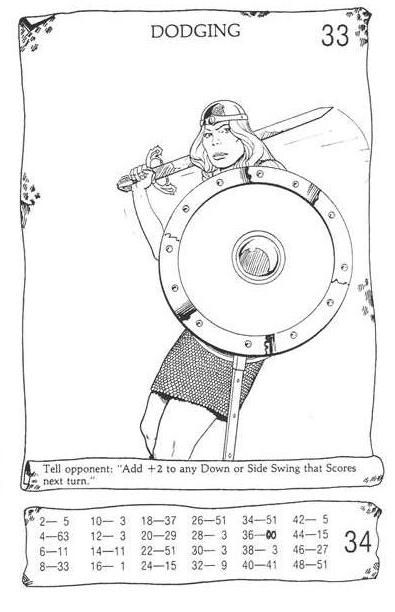 DODGING
33
Tell opponent: "Add +2 to any Down or Side Swing that Scores
next turn."
2— 5 10— 3 18—37 26—51 34—51 42— 5
4—63 12— 3 20—29 28— 3 36— 44—15
6—11 14—11 22—51 30— 3 38— 3 46—27
8—33 16— 1 24—15 32— 9 40—41 48—51
34